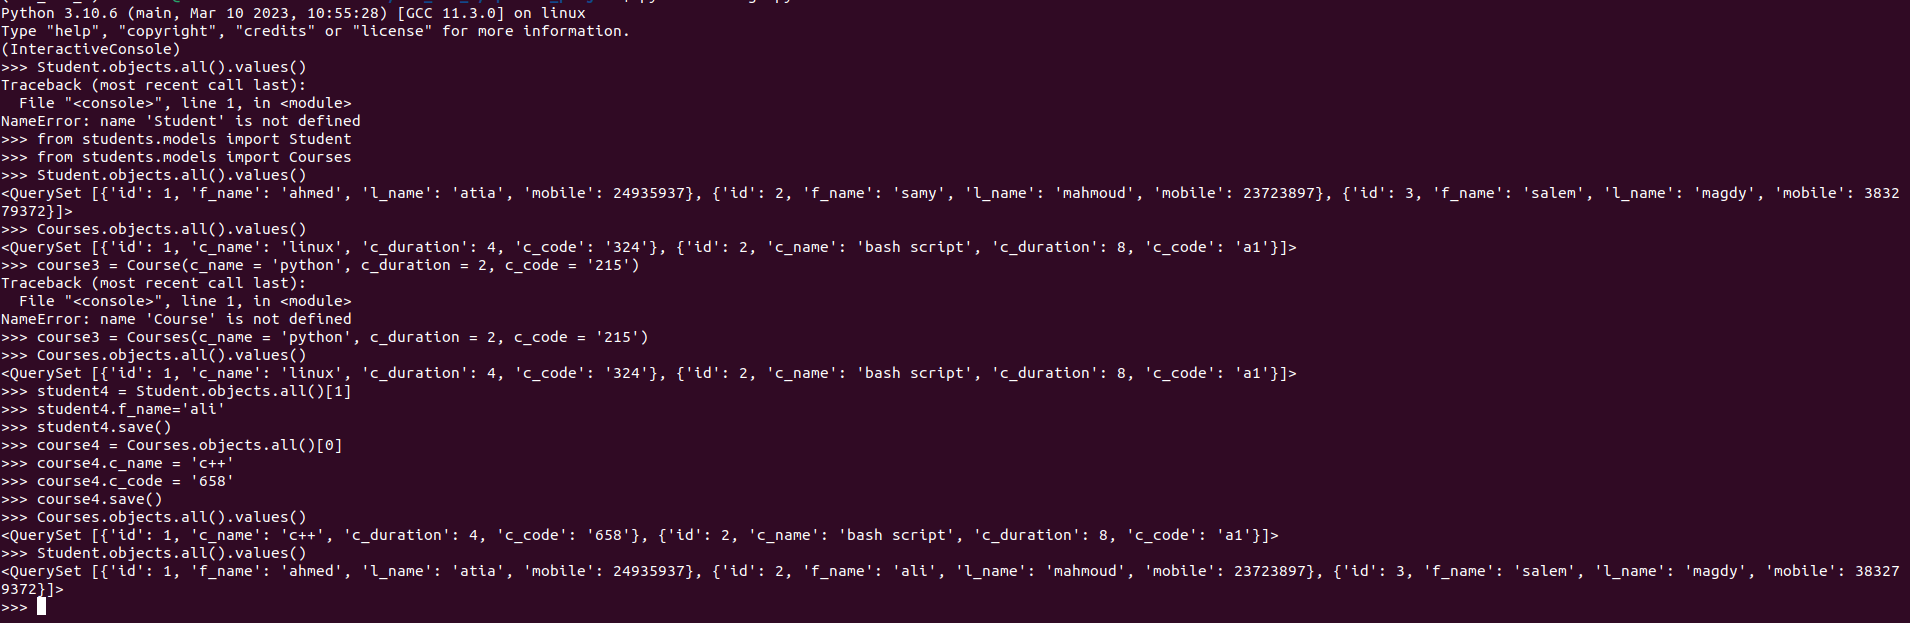 Python 3.10.6 (main, Mar 10 2023, 10:55:28) [GCC 11.3.0] on linux
Type "help", "copyright", "credits" or "license" for more information.
(InteractiveConsole)
>>> Student.objects.all().values()
Traceback (most recent call last):
  File "<console>", line 1, in <module>
NameError: name 'Student' is not defined
>>> from students.models import Student
>>> from students.models import Courses
>>> Student.objects.all().values()
<QuerySet [{'id': 1, 'f_name': 'ahmed', 'l_name': 'atia', 'mobile': 24935937}, {'id': 2, 'f_name': 'samy', 'l_name': 'mahmoud', 'mobile': 23723897}, {'id': 3, 'f_name': 'salem', 'l_name': 'magdy', 'mobile': 3832
79372}]>
>>> Courses.objects.all().values()
<QuerySet [{'id': 1, 'c_name': 'linux', 'c_duration': 4, 'c_code': '324'}, {'id': 2, 'c_name': 'bash script', 'c_duration': 8, 'c_code': 'a1'}]>
>>> course3 = Course(c_name = 'python', c_duration = 2, c_code = '215')
Traceback (most recent call last):
  File "<console>", line 1, in <module>
NameError: name 'Course' is not defined
>>> course3 = Courses(c_name = 'python', c_duration = 2, c_code = '215')
>>> Courses.objects.all().values()
<QuerySet [{'id': 1, 'c_name': 'linux', 'c_duration': 4, 'c_code': '324'}, {'id': 2, 'c_name': 'bash script', 'c_duration': 8, 'c_code': 'a1'}]>
>>> student4 = Student.objects.all()[1]
>>> student4.f_name='ali'
>>> student4.save()
>>> course4 = Courses.objects.all()[0]
>>> course4.c_name = 'c++'
>>> course4.c_code = '658'
>>> course4.save()
>>> Courses.objects.all().values()
<QuerySet [{'id': 1, 'c_name': 'c++', 'c_duration': 4, 'c_code': '658'}, {'id': 2, 'c_name': 'bash script', 'c_duration': 8, 'c_code': 'a1'}]>
>>> Student.objects.all().values()
<QuerySet [{'id': 1, 'f_name': 'ahmed', 'l_name': 'atia', 'mobile': 24935937}, {'id': 2, 'f_name': 'ali', 'l_name': 'mahmoud', 'mobile': 23723897}, {'id': 3, 'f_name': 'salem', 'l_name': 'magdy', 'mobile': 38327
9372}]>
>>>